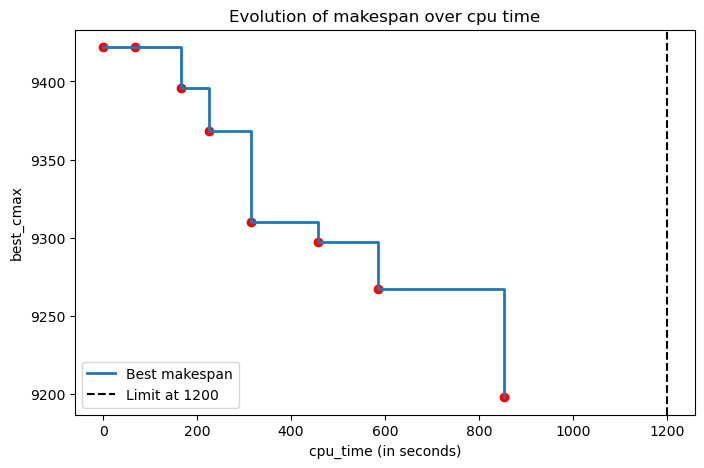 Evolution of makespan over cpu time
best_cmax
9400
9350
9300
9250
9200
Best makespan
Limit at 1200
0
200
400
600
800
1000
1200
cpu_time (in seconds)